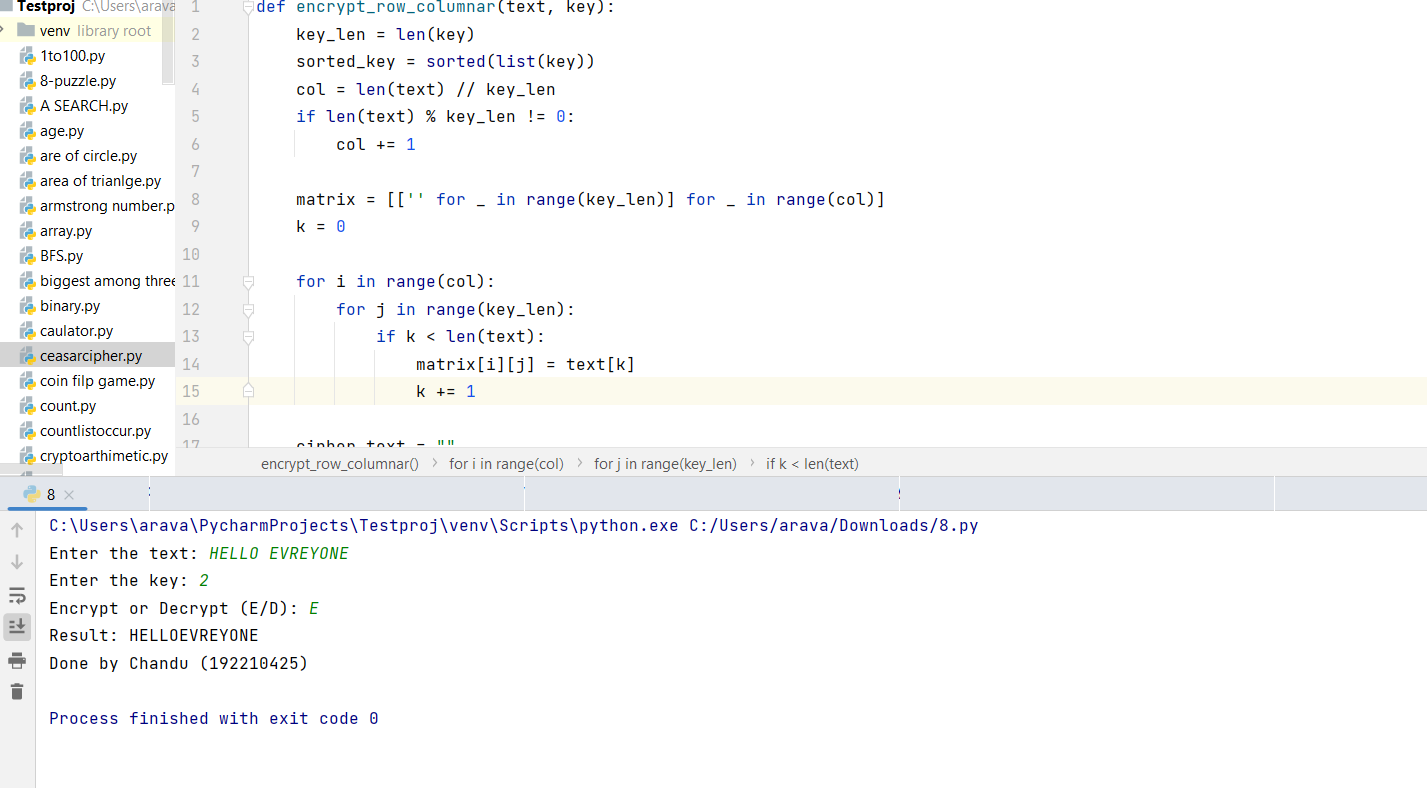 Testproj C:\Users\arava
venv library root
1to100.py
8-puzzle.py
A SEARCH.py
age.py
are of circle.py
area of trianlge.py
armstrong number.p
array.py
BFS.py
biggest among three
binary.py
caulator.py
ceasarcipher.py
coin filp game.py
count.py
countlistoccur.py
cryptoarthimetic.py
1 def encrypt_row_columnar(text, key):
2 key_len = len(key)
3 sorted_key = sorted(list(key))
4 col = len(text) // key_len
5 if len(text) % key_len != 0:
6 col += 1
7
8 matrix = [['' for _ in range(key_len)] for _ in range(col)]
9 k = 0
10
11 for i in range(col):
12 for j in range(key_len):
13 if k < len(text):
14 matrix[i][j] = text[k]
15 k += 1
16
17 cipher_text = ""
encrypt_row_columnar() › for i in range(col) › for j in range(key_len) › if k < len(text)
8
C:\Users\arava\PycharmProjects\Testproj\venv\Scripts\python.exe C:/Users/arava/Downloads/8.py
Enter the text: HELLO EVREYONE
Enter the key: 2
Encrypt or Decrypt (E/D): E
Result: HELLOEVREYONE
Done by Chandu (192210425)
Process finished with exit code 0